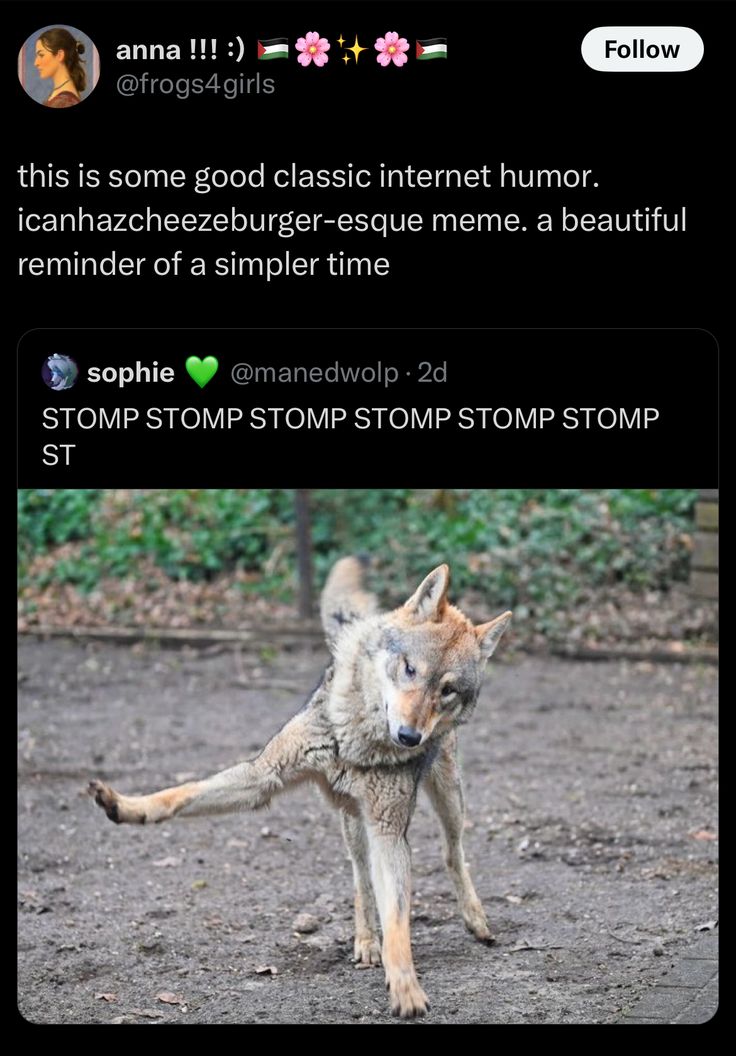 anna !!! :) 🇵🇸🌸✨🌸🇵🇸
Follow
@frogs4girls
this is some good classic internet humor.
icanhazcheezeburger-esque meme. a beautiful
reminder of a simpler time
sophie 💚 @manedwolp · 2d
STOMP STOMP STOMP STOMP STOMP STOMP
ST